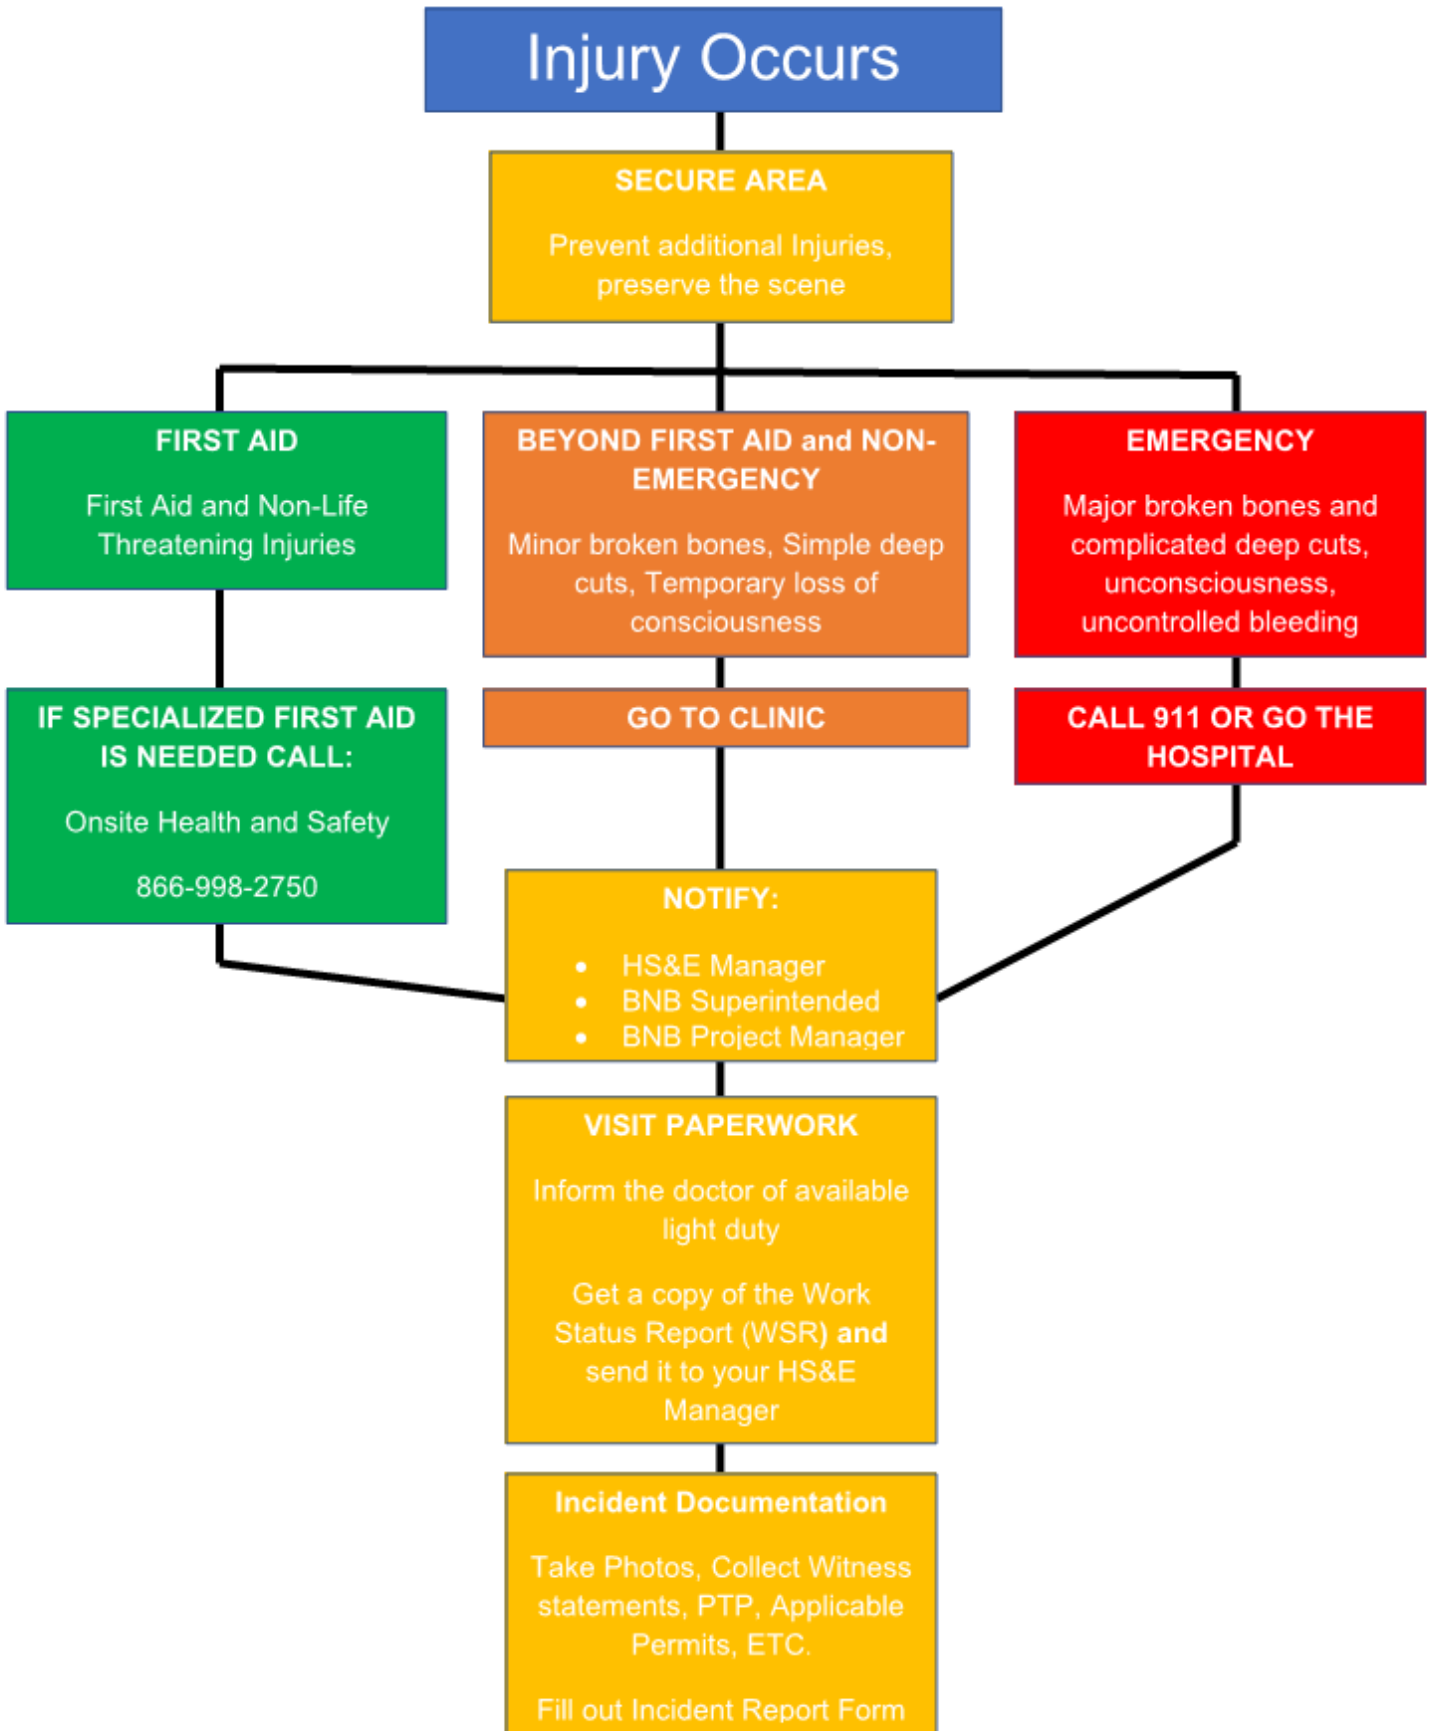 Injury Occurs
SECURE AREA
Prevent additional Injuries,
preserve the scene
FIRST AID
First Aid and Non-Life
Threatening Injuries
BEYOND FIRST AID and NON-
EMERGENCY
Minor broken bones, Simple deep
cuts, Temporary loss of
consciousness
EMERGENCY
Major broken bones and
complicated deep cuts,
unconsciousness,
uncontrolled bleeding
IF SPECIALIZED FIRST AID
IS NEEDED CALL:
Onsite Health and Safety
866-998-2750
GO TO CLINIC
CALL 911 OR GO THE
HOSPITAL
NOTIFY:
• HS&E Manager
• BNB Superintended
• BNB Project Manager
VISIT PAPERWORK
Inform the doctor of available
light duty
Get a copy of the Work
Status Report (WSR) and
send it to your HS&E
Manager
Incident Documentation
Take Photos, Collect Witness
statements, PTP, Applicable
Permits, ETC.
Fill out Incident Report Form